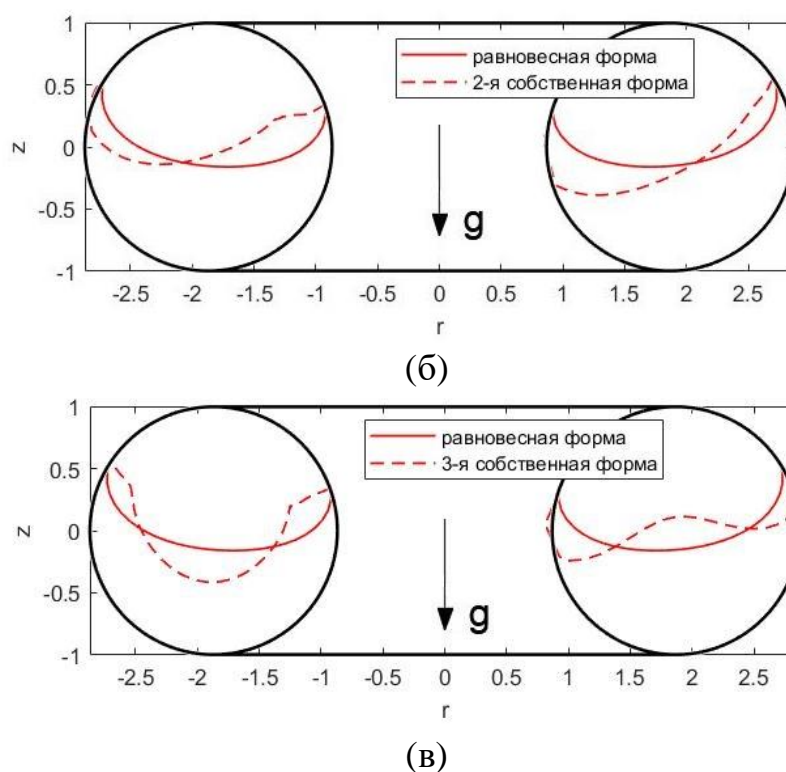 1
равновесная форма
0.5
2-я собственная форма
z
0
-0.5
g
-1
-2.5 -2 -1.5 -1 -0.5 0 0.5 1 1.5 2 2.5
r
(б)
1
равновесная форма
0.5
3-я собственная форма
z
0
-0.5
g
-1
-2.5 -2 -1.5 -1 -0.5 0 0.5 1 1.5 2 2.5
r
(в)